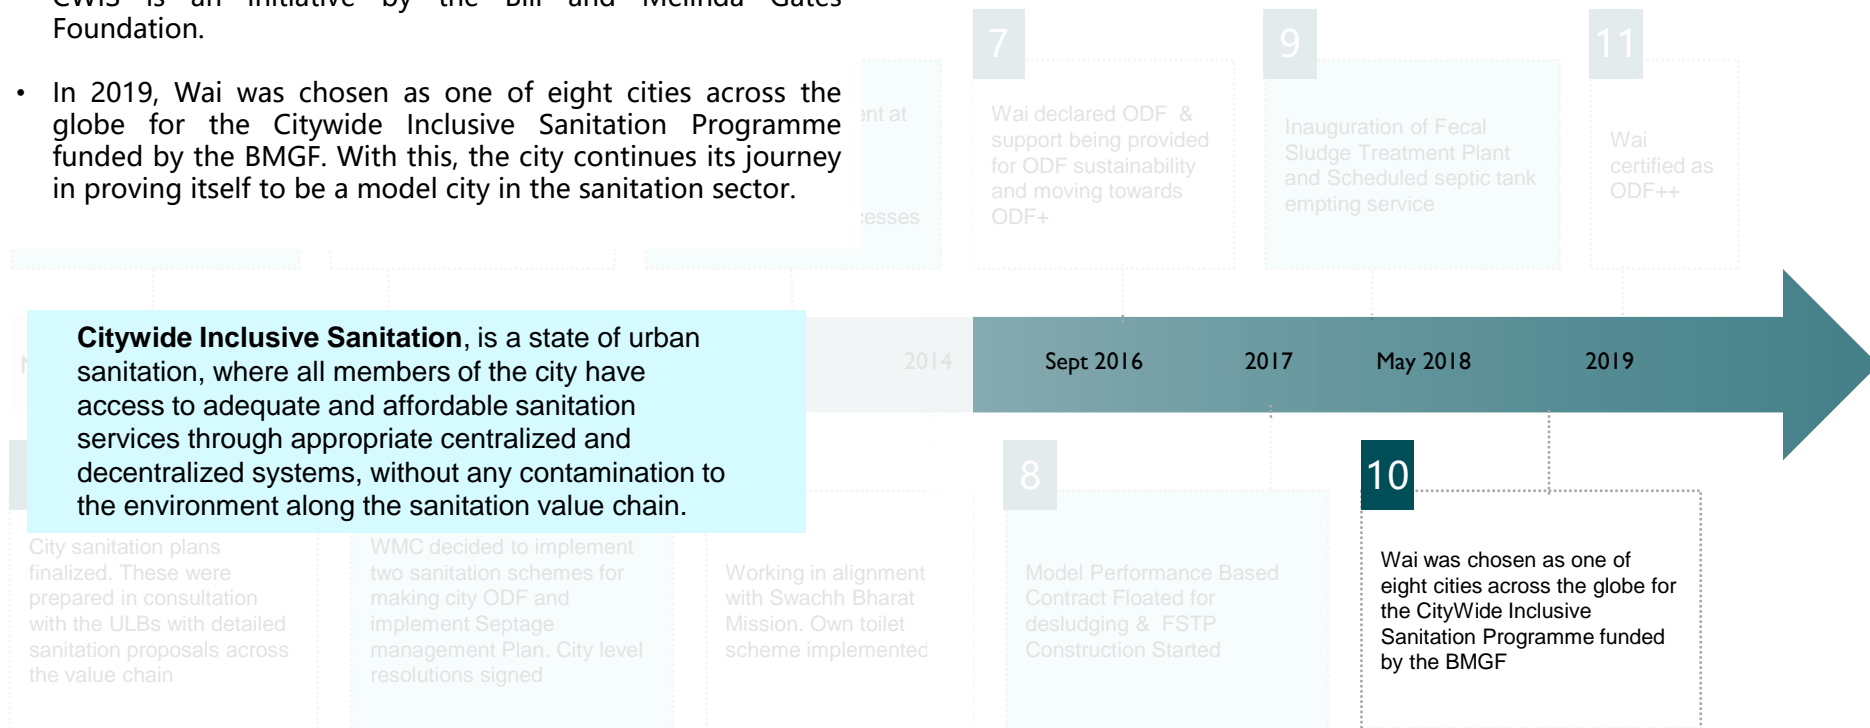 CWIS is an initiative by the Bill and Melinda Gates
Foundation.
• In 2019, Wai was chosen as one of eight cities across the
globe for the Citywide Inclusive Sanitation Programme
funded by the BMGF. With this, the city continues its journey
in proving itself to be a model city in the sanitation sector.
7
Wai declared ODF &
support being provided
for ODF sustainability
and moving towards
ODF+
9
Inauguration of Fecal
Sludge Treatment Plant
and Scheduled septic tank
empting service
11
Wai
certified as
ODF++
Citywide Inclusive Sanitation, is a state of urban
sanitation, where all members of the city have
access to adequate and affordable sanitation
services through appropriate centralized and
decentralized systems, without any contamination to
the environment along the sanitation value chain.
2014
Sept 2016
2017
May 2018
2019
City sanitation plans
finalized. These were
prepared in consultation
with the ULBs with detailed
sanitation proposals across
the value chain
WMC decided to implement
two sanitation schemes for
making city ODF and
implement Septage
management Plan. City level
resolutions signed
Working in alignment
with Swachh Bharat
Mission. Own toilet
scheme implemented
8
Model Performance Based
Contract Floated for
desludging & FSTP
Construction Started
10
Wai was chosen as one of
eight cities across the globe for
the CityWide Inclusive
Sanitation Programme funded
by the BMGF